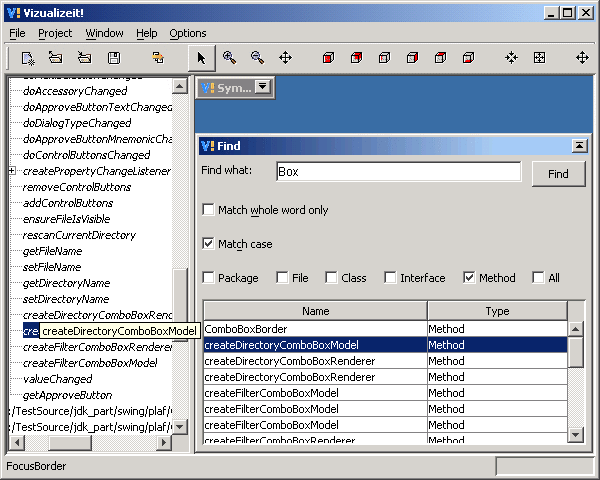 V! Vizualizeit!
File Project Window Help Options
doAccessoryChanged
doApproveButtonTextChanged
doDialogTypeChanged
doApproveButtonMnemonicCha
doControlButtonsChanged
createPropertyChangeListener
removeControlButtons
addControlButtons
ensureFileIsVisible
rescanCurrentDirectory
getFileName
setFileName
getDirectoryName
setDirectoryName
createDirectoryComboBoxRend
cre createDirectoryComboBoxModel
createFilterComboBoxRenderer
createFilterComboBoxModel
valueChanged
getApproveButton
:/TestSource/jdk_part/swing/plaf/
:/TestSource/jdk_part/swing/plaf/
V! Sym...
V! Find
Find what: Box Find
Match whole word only
Match case
Package File Class Interface Method All
Name Type
ComboBoxBorder Method
createDirectoryComboBoxModel Method
createDirectoryComboBoxRenderer Method
createDirectoryComboBoxRenderer Method
createFilterComboBoxModel Method
createFilterComboBoxModel Method
createFilterComboBoxModel Method
createFilterComboBoxRenderer Method
FocusBorder